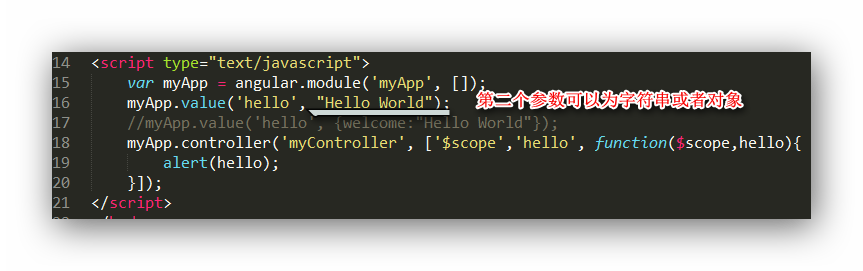 14 <script type="text/javascript">
15 var myApp = angular.module('myApp', []);
16 myApp.value('hello', "Hello World"); 第二个参数可以为字符串或者对象
17 //myApp.value('hello', {welcome:"Hello World"});
18 myApp.controller('myController', ['$scope','hello', function($scope,hello){
19 alert(hello);
20 }]);
21 </script>